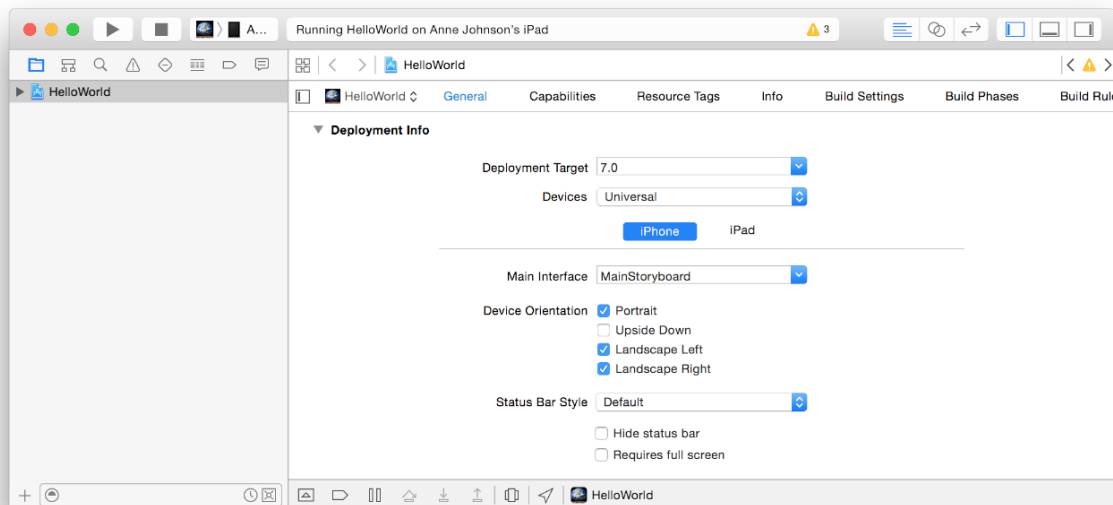 A... Running HelloWorld on Anne Johnson's iPad 3
HelloWorld
HelloWorld
HelloWorld General Capabilities Resource Tags Info Build Settings Build Phases Build Rul
Deployment Info
Deployment Target 7.0
Devices Universal
iPhone iPad
Main Interface MainStoryboard
Device Orientation Portrait
Upside Down
Landscape Left
Landscape Right
Status Bar Style Default
Hide status bar
Requires full screen
HelloWorld